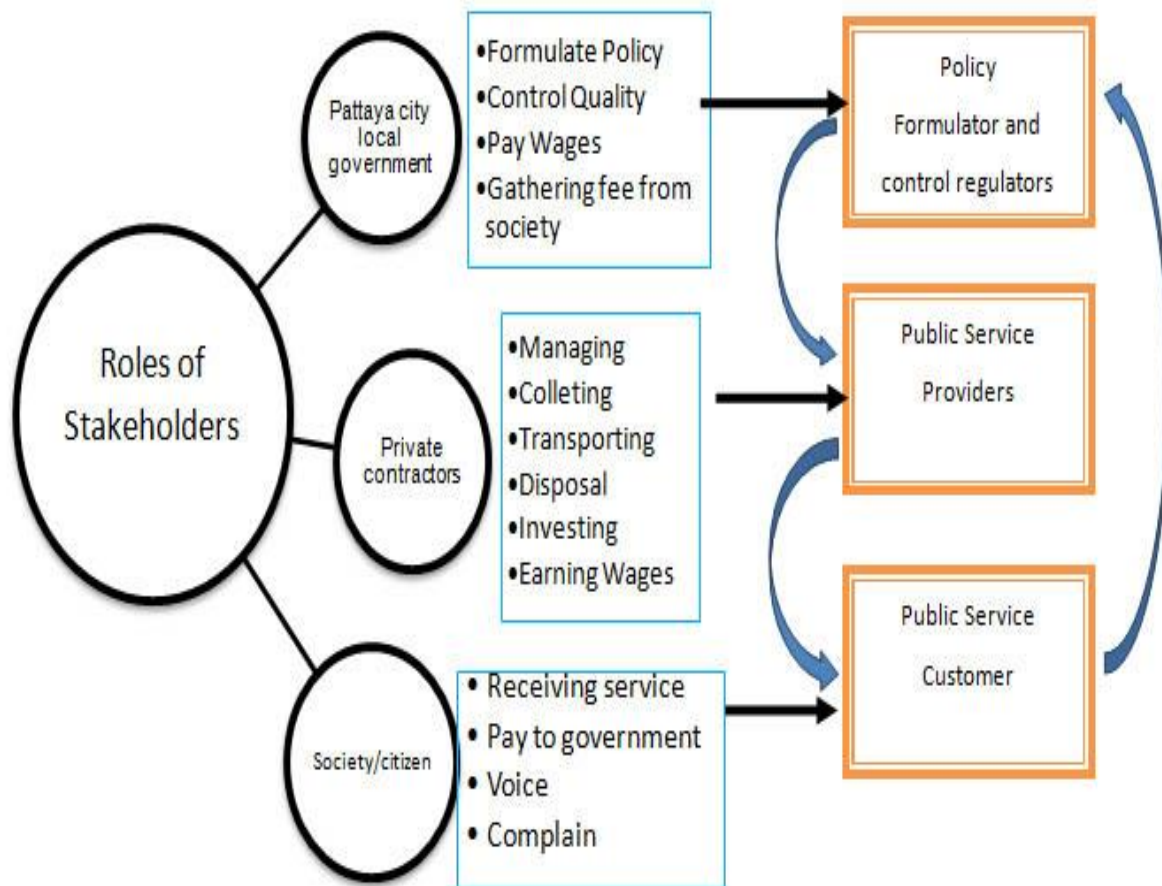 Roles of
Stakeholders
Pattaya city
local
government
•Formulate Policy
•Control Quality
•Pay Wages
•Gathering fee from
society
Policy
Formulator and
control regulators
Private
contractors
•Managing
•Colleting
•Transporting
•Disposal
•Investing
•Earning Wages
Public Service
Providers
Society/citizen
• Receiving service
• Pay to government
• Voice
• Complain
Public Service
Customer